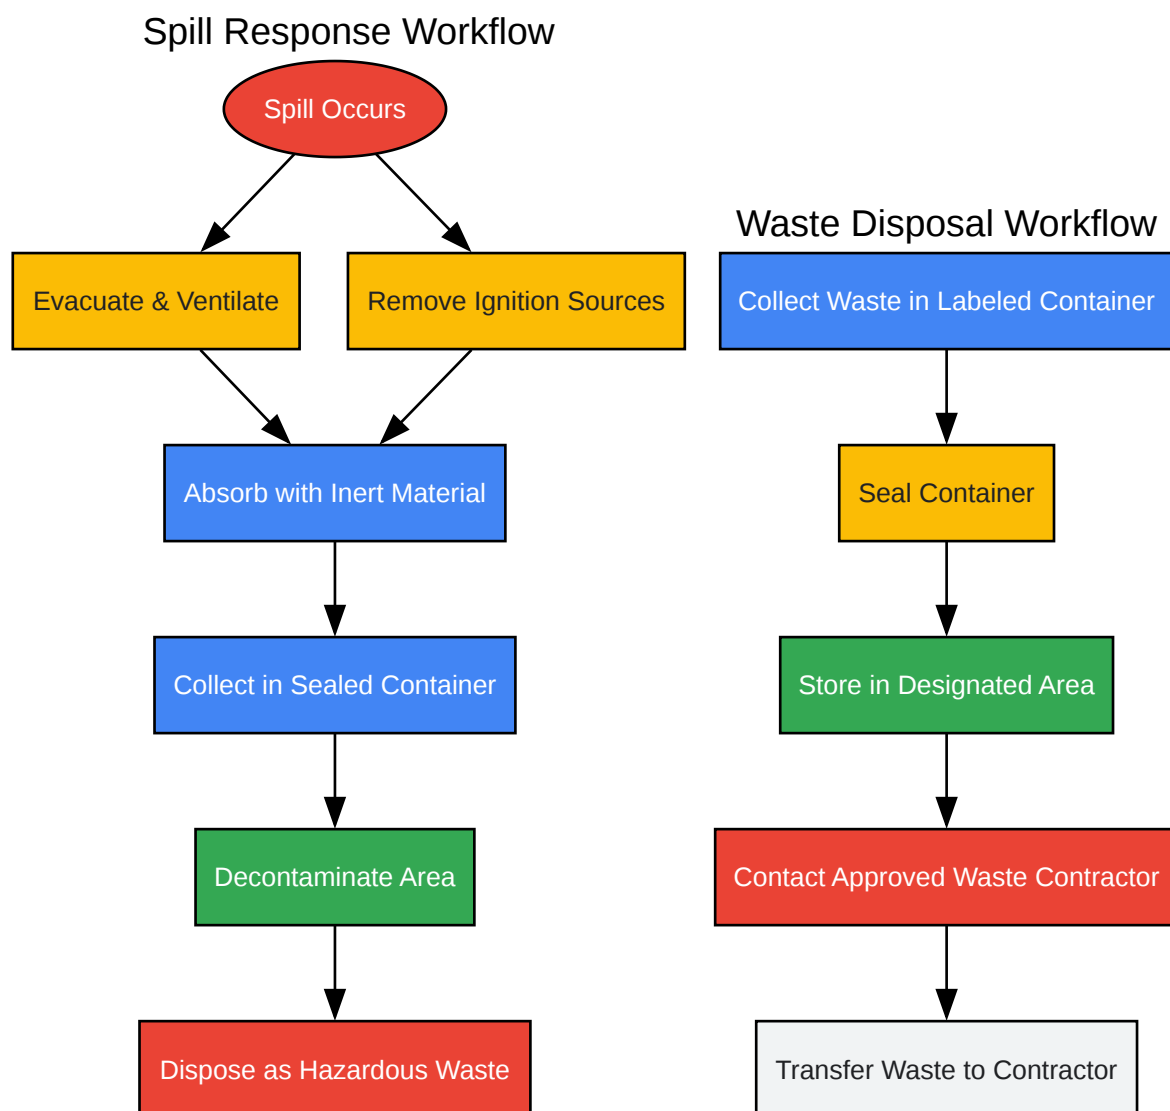 Spill Response Workflow
Spill Occurs
Evacuate & Ventilate
Remove Ignition Sources
Absorb with Inert Material
Collect in Sealed Container
Decontaminate Area
Dispose as Hazardous Waste
Waste Disposal Workflow
Collect Waste in Labeled Container
Seal Container
Store in Designated Area
Contact Approved Waste Contractor
Transfer Waste to Contractor